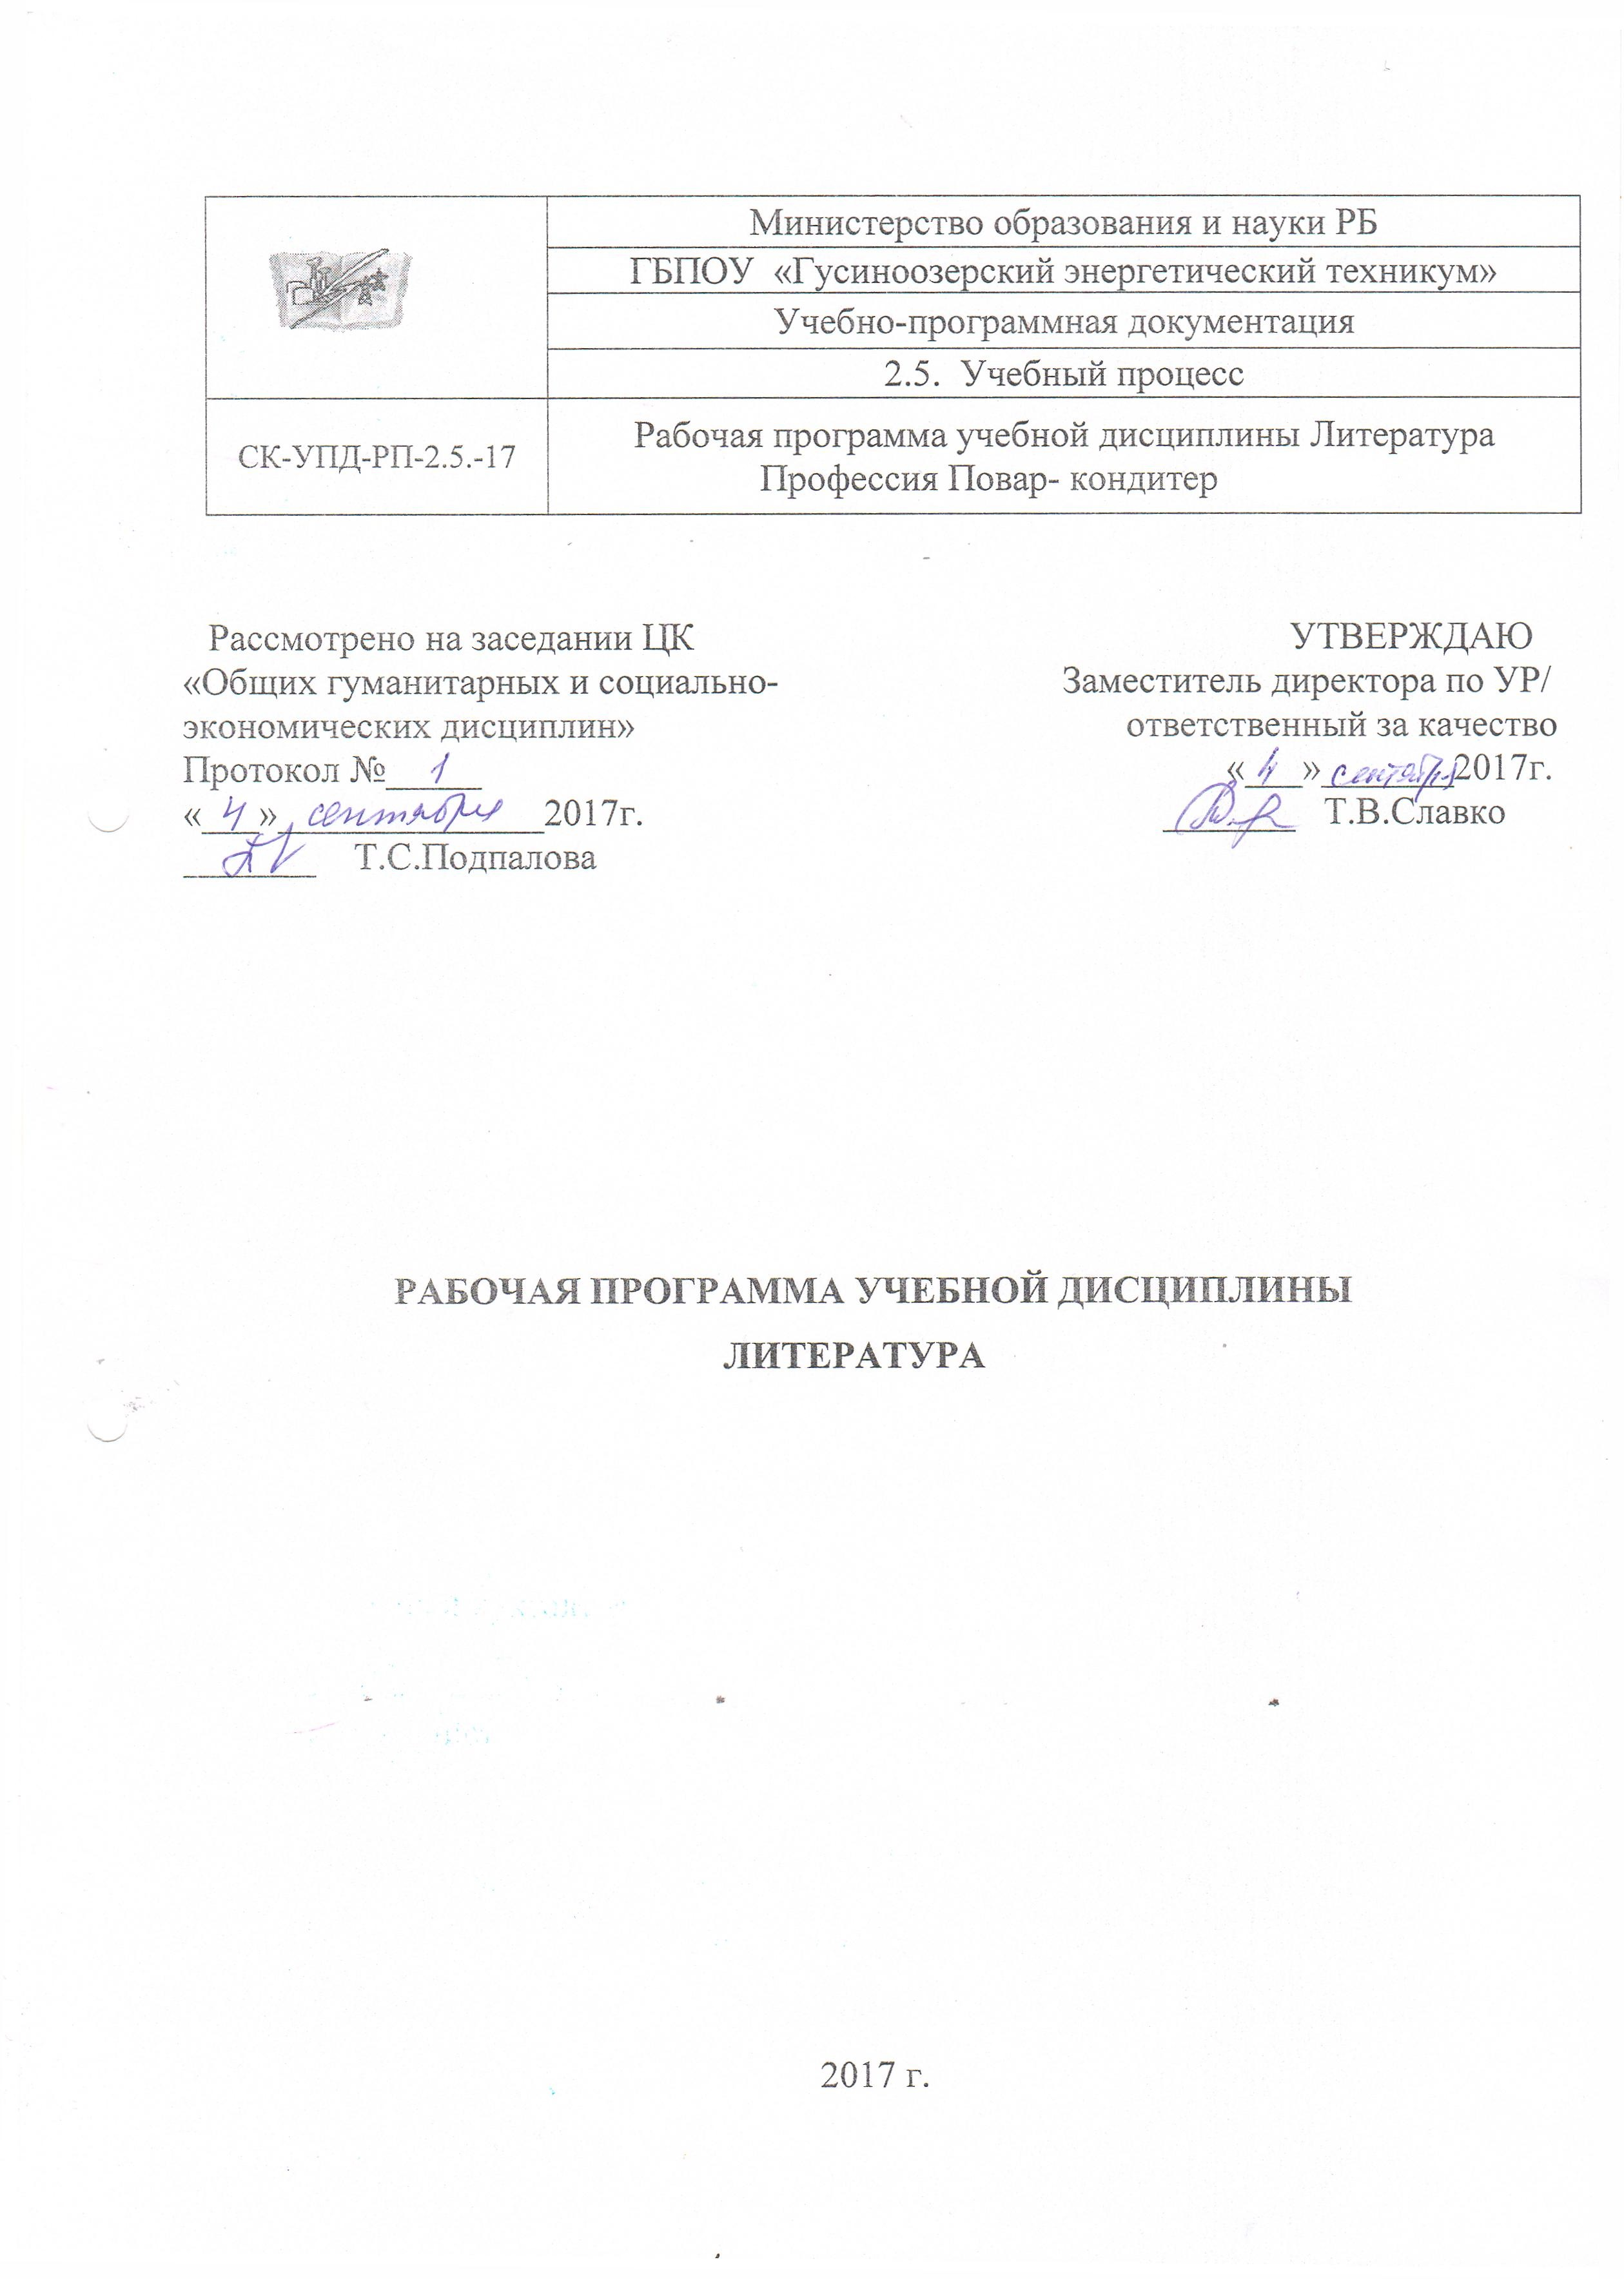 Министерство образования и науки РБ
ГБПОУ «Гусиноозерский энергетический техникум»
Учебно-программная документация
2.5. Учебный процесс
СК-УПД-РП-2.5.-17
Рабочая программа учебной дисциплины Литература
Профессия Повар- кондитер
Рассмотрено на заседании ЦК
«Общих гуманитарных и социально-
экономических дисциплин»
Протокол № 1
«4» сентября 2017г.
Т.С.Подпалова
УТВЕРЖДАЮ
Заместитель директора по УР/
ответственный за качество
«4» сентября 2017г.
Т.В.Славко
РАБОЧАЯ ПРОГРАММА УЧЕБНОЙ ДИСЦИПЛИНЫ
ЛИТЕРАТУРА
2017 г.